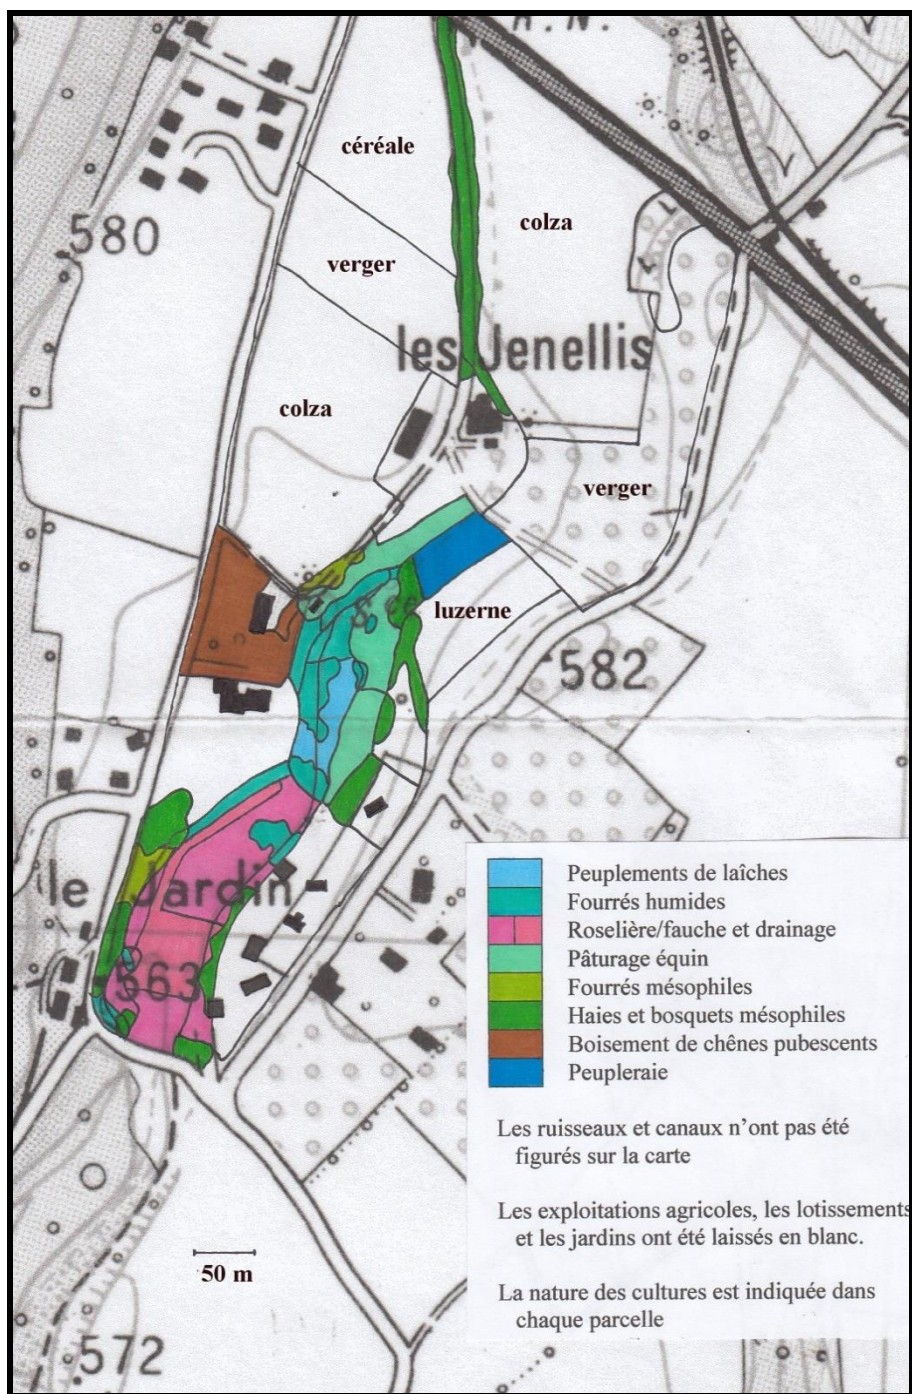 R.N.
céréale
colza
580
verger
les Jenellis
colza
verger
luzerne
582
le Jardin
563
Peuplements de laîches
Fourrés humides
Roselière/fauche et drainage
Pâturage équin
Fourrés mésophiles
Haies et bosquets mésophiles
Boisement de chênes pubescents
Peupleraie
Les ruisseaux et canaux n'ont pas été
figurés sur la carte
Les exploitations agricoles, les lotissements
et les jardins ont été laissés en blanc.
La nature des cultures est indiquée dans
chaque parcelle
50 m
572